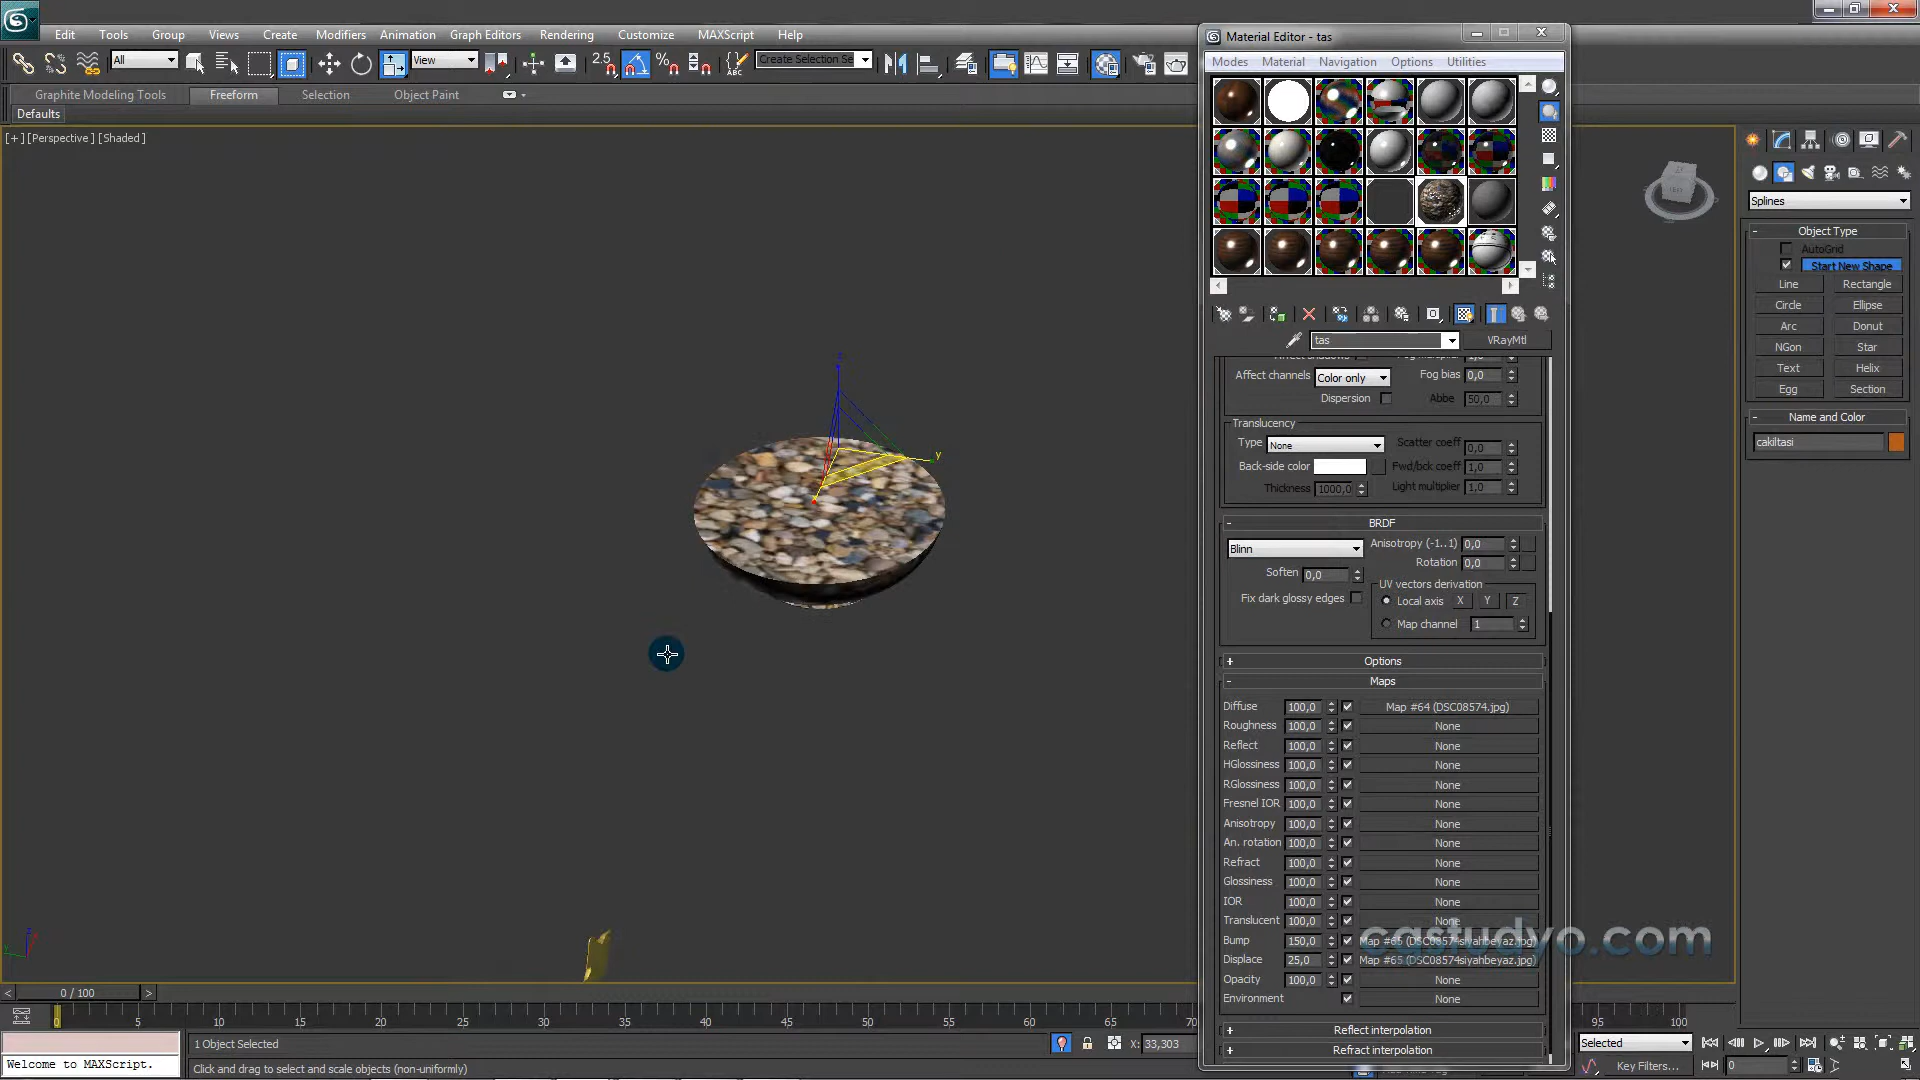 Edit Tools Group Views Create Modifiers Animation Graph Editors Rendering Customize MAXScript Help
All View 2.5 Create Selection Se
Graphite Modeling Tools Freeform Selection Object Paint
Defaults
[+] [Perspective] [Shaded]
y
0 / 100
0 5 10 15 20 25 30 35 40 45 50 55 60 65 70 95 100
1 Object Selected X: 33,303
Welcome to MAXScript. Click and drag to select and scale objects (non-uniformly)
Material Editor - tas
Modes Material Navigation Options Utilities
tas VRayMtl
Affect channels Color only Fog bias 0,0
Dispersion Abbe 50,0
Translucency
Type None Scatter coeff 0,0
Back-side color Fwd/bck coeff 1,0
Thickness 1000,0 Light multiplier 1,0
- BRDF
Blinn Anisotropy (-1..1) 0,0
Rotation 0,0
Soften 0,0 UV vectors derivation
Fix dark glossy edges Local axis X Y Z
Map channel 1
+ Options
- Maps
Diffuse 100,0 Map #64 (DSC08574.jpg)
Roughness 100,0 None
Reflect 100,0 None
HGlossiness 100,0 None
RGlossiness 100,0 None
Fresnel IOR 100,0 None
Anisotropy 100,0 None
An. rotation 100,0 None
Refract 100,0 None
Glossiness 100,0 None
IOR 100,0 None
Translucent 100,0 None
Bump 150,0 Map #65 (DSC08574siyahbeyaz.jpg)
Displace 25,0 Map #65 (DSC08574siyahbeyaz.jpg)
Opacity 100,0 None
Environment None
+ Reflect interpolation
+ Refract interpolation
cgstudyo.com
Splines
- Object Type
AutoGrid
Start New Shape
Line Rectangle
Circle Ellipse
Arc Donut
NGon Star
Text Helix
Egg Section
- Name and Color
cakiltasi
Selected
Key Filters... 0